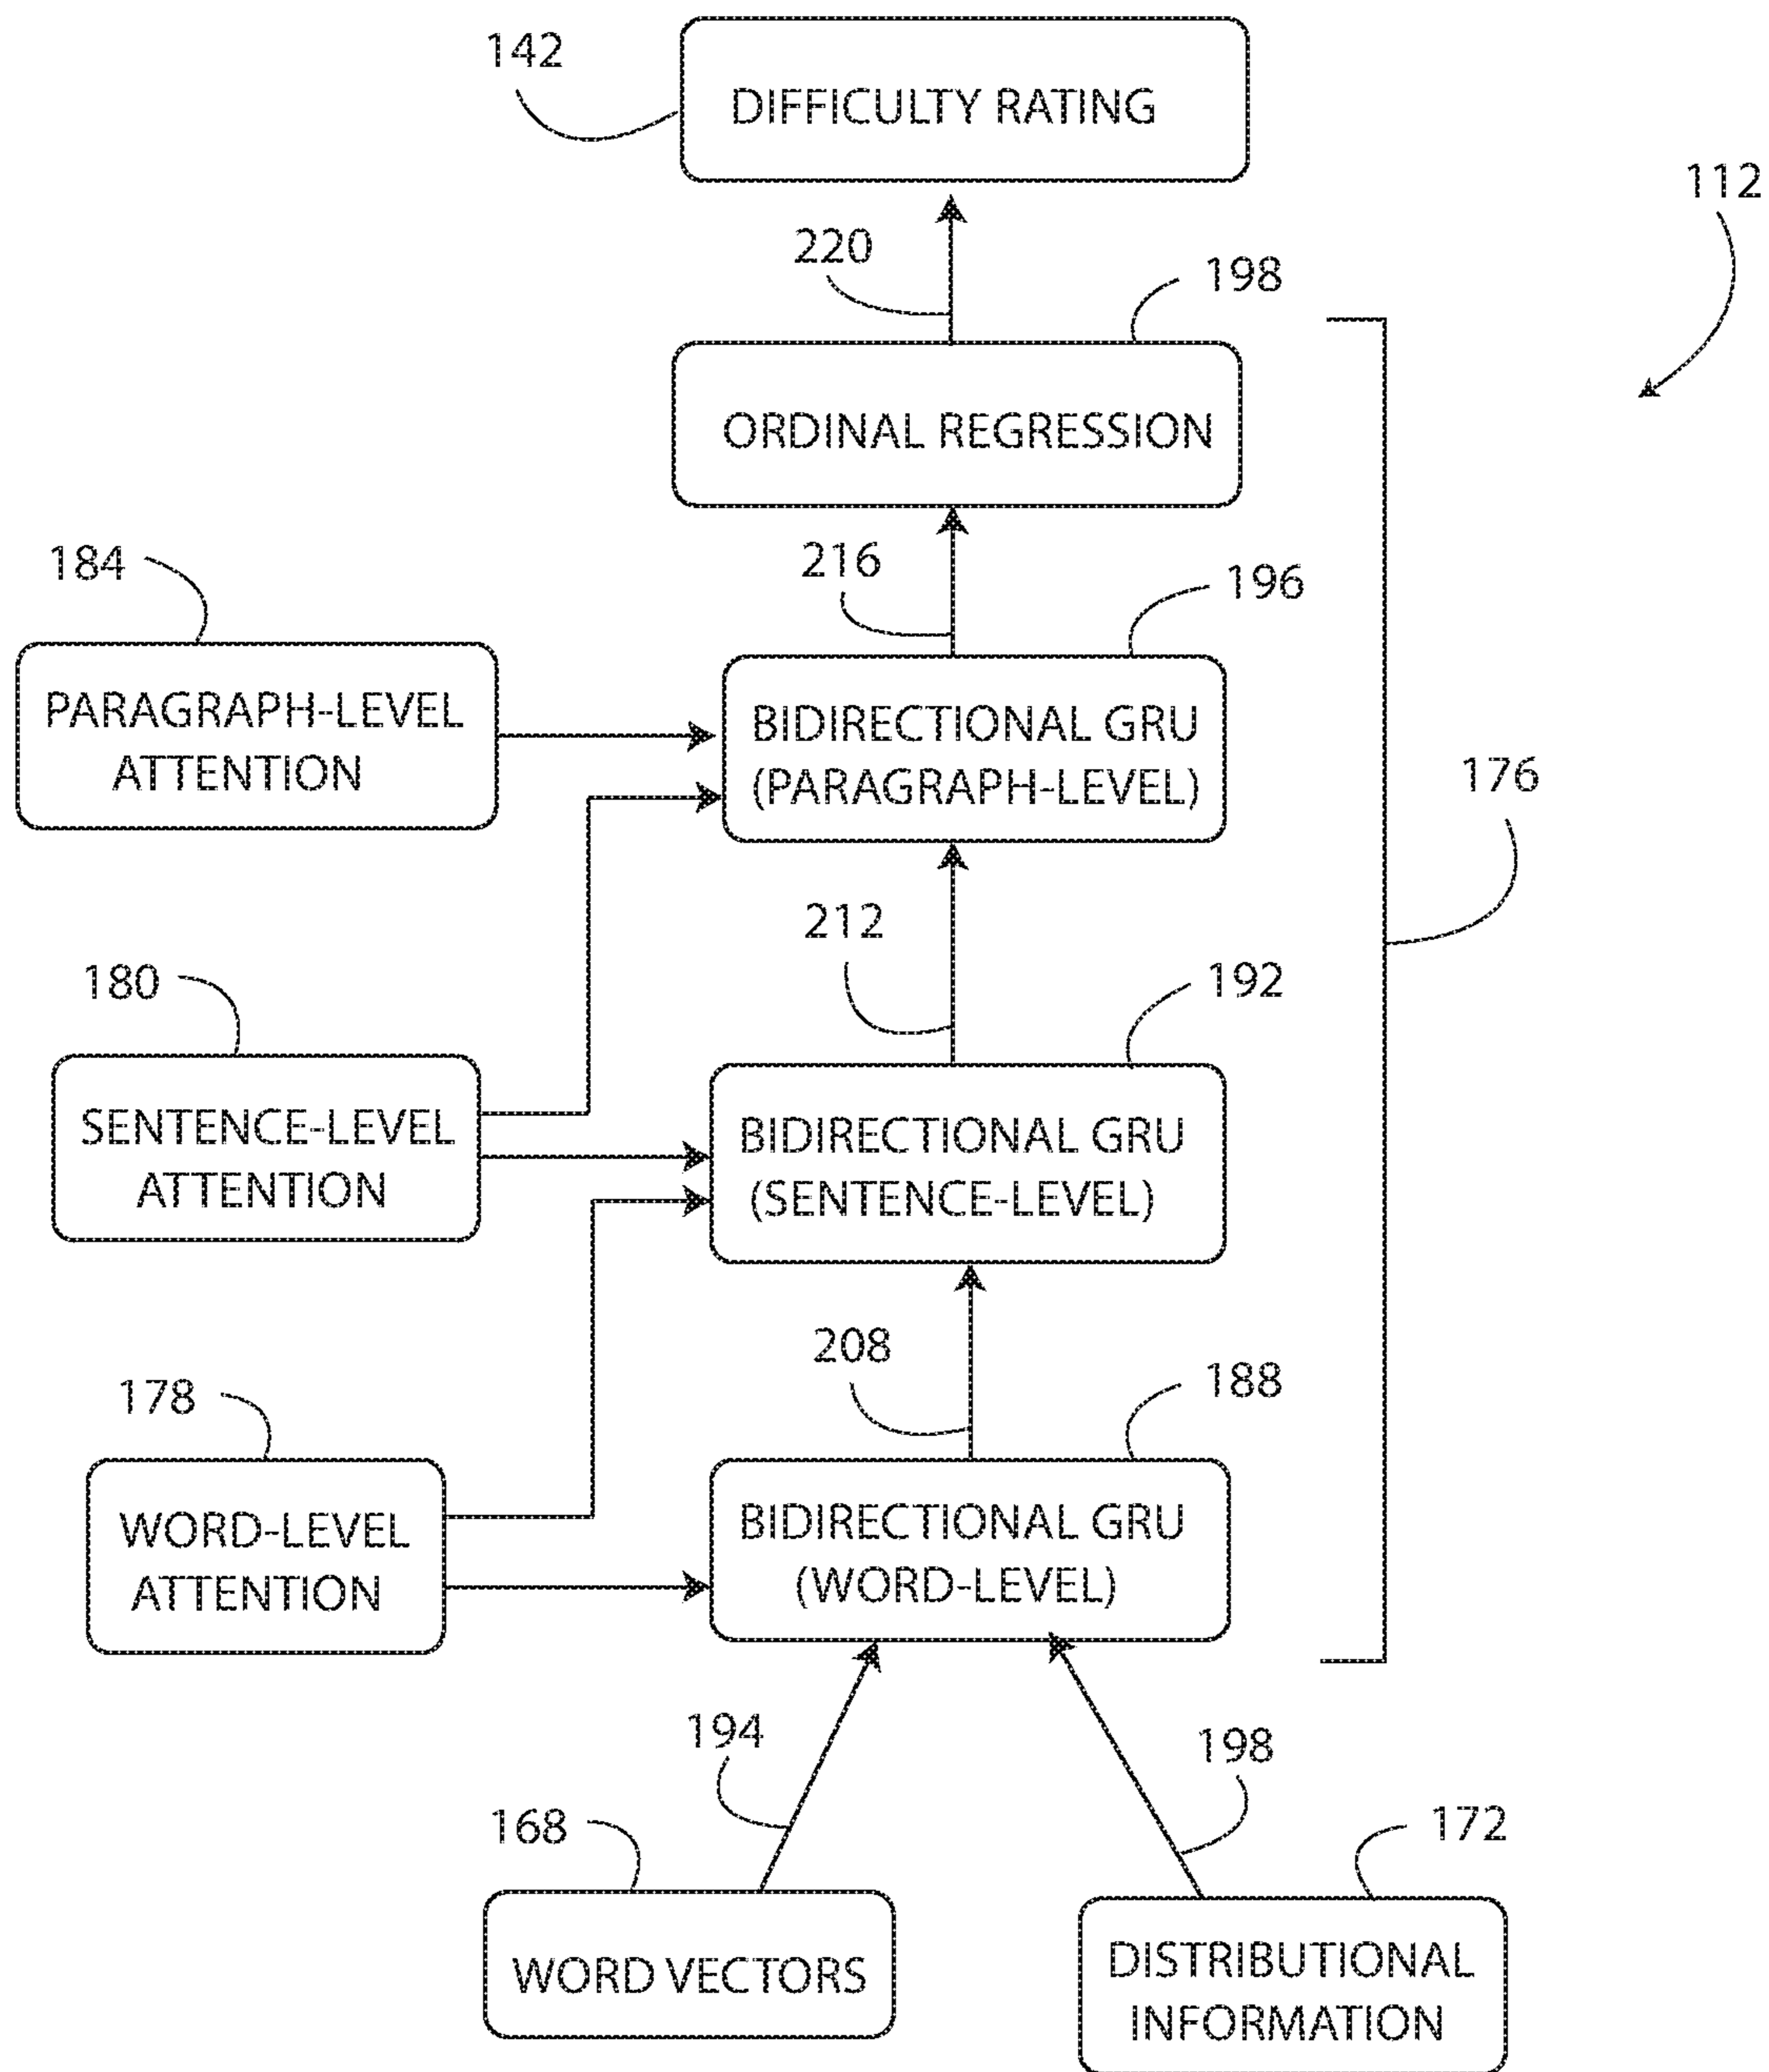 142
DIFFICULTY RATING
112
220
198
ORDINAL REGRESSION
184
216
196
PARAGRAPH-LEVEL
ATTENTION
BIDIRECTIONAL GRU
(PARAGRAPH-LEVEL)
176
212
180
192
SENTENCE-LEVEL
ATTENTION
BIDIRECTIONAL GRU
(SENTENCE-LEVEL)
208
178
188
WORD-LEVEL
ATTENTION
BIDIRECTIONAL GRU
(WORD-LEVEL)
194
198
168
172
WORD VECTORS
DISTRIBUTIONAL
INFORMATION